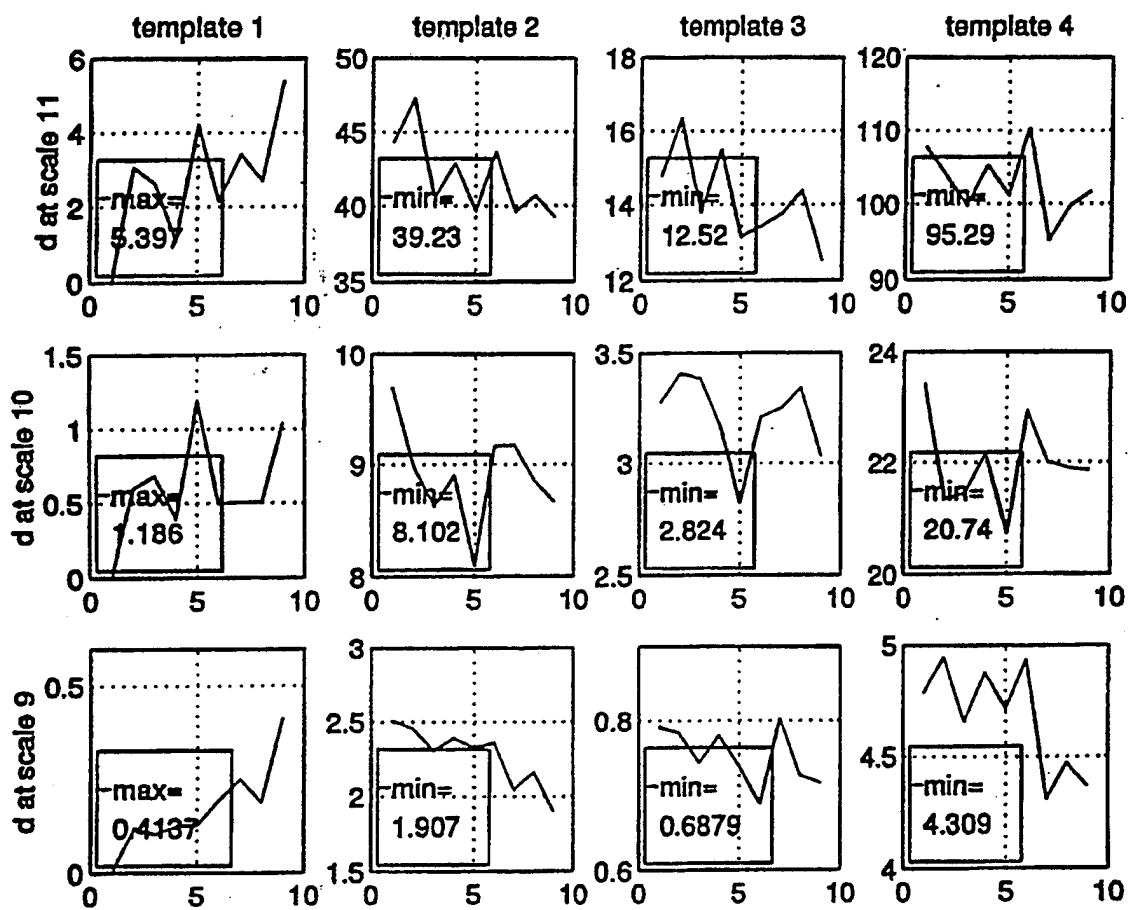 template 1 template 2 template 3 template 4
d at scale 11
6 4 2 0
max=
5.397
0 5 10
50 45 40 35
min=
39.23
0 5 10
18 16 14 12
min=
12.52
0 5 10
120 110 100 90
min=
95.29
0 5 10
d at scale 10
1.5 1 0.5 0
max=
1.186
0 5 10
10 9 8
min=
8.102
0 5 10
3.5 3 2.5
min=
2.824
0 5 10
24 22 20
min=
20.74
0 5 10
d at scale 9
0.5 0
max=
0.4137
0 5 10
3 2.5 2 1.5
min=
1.907
0 5 10
0.8 0.6
min=
0.6879
0 5 10
5 4.5 4
min=
4.309
0 5 10